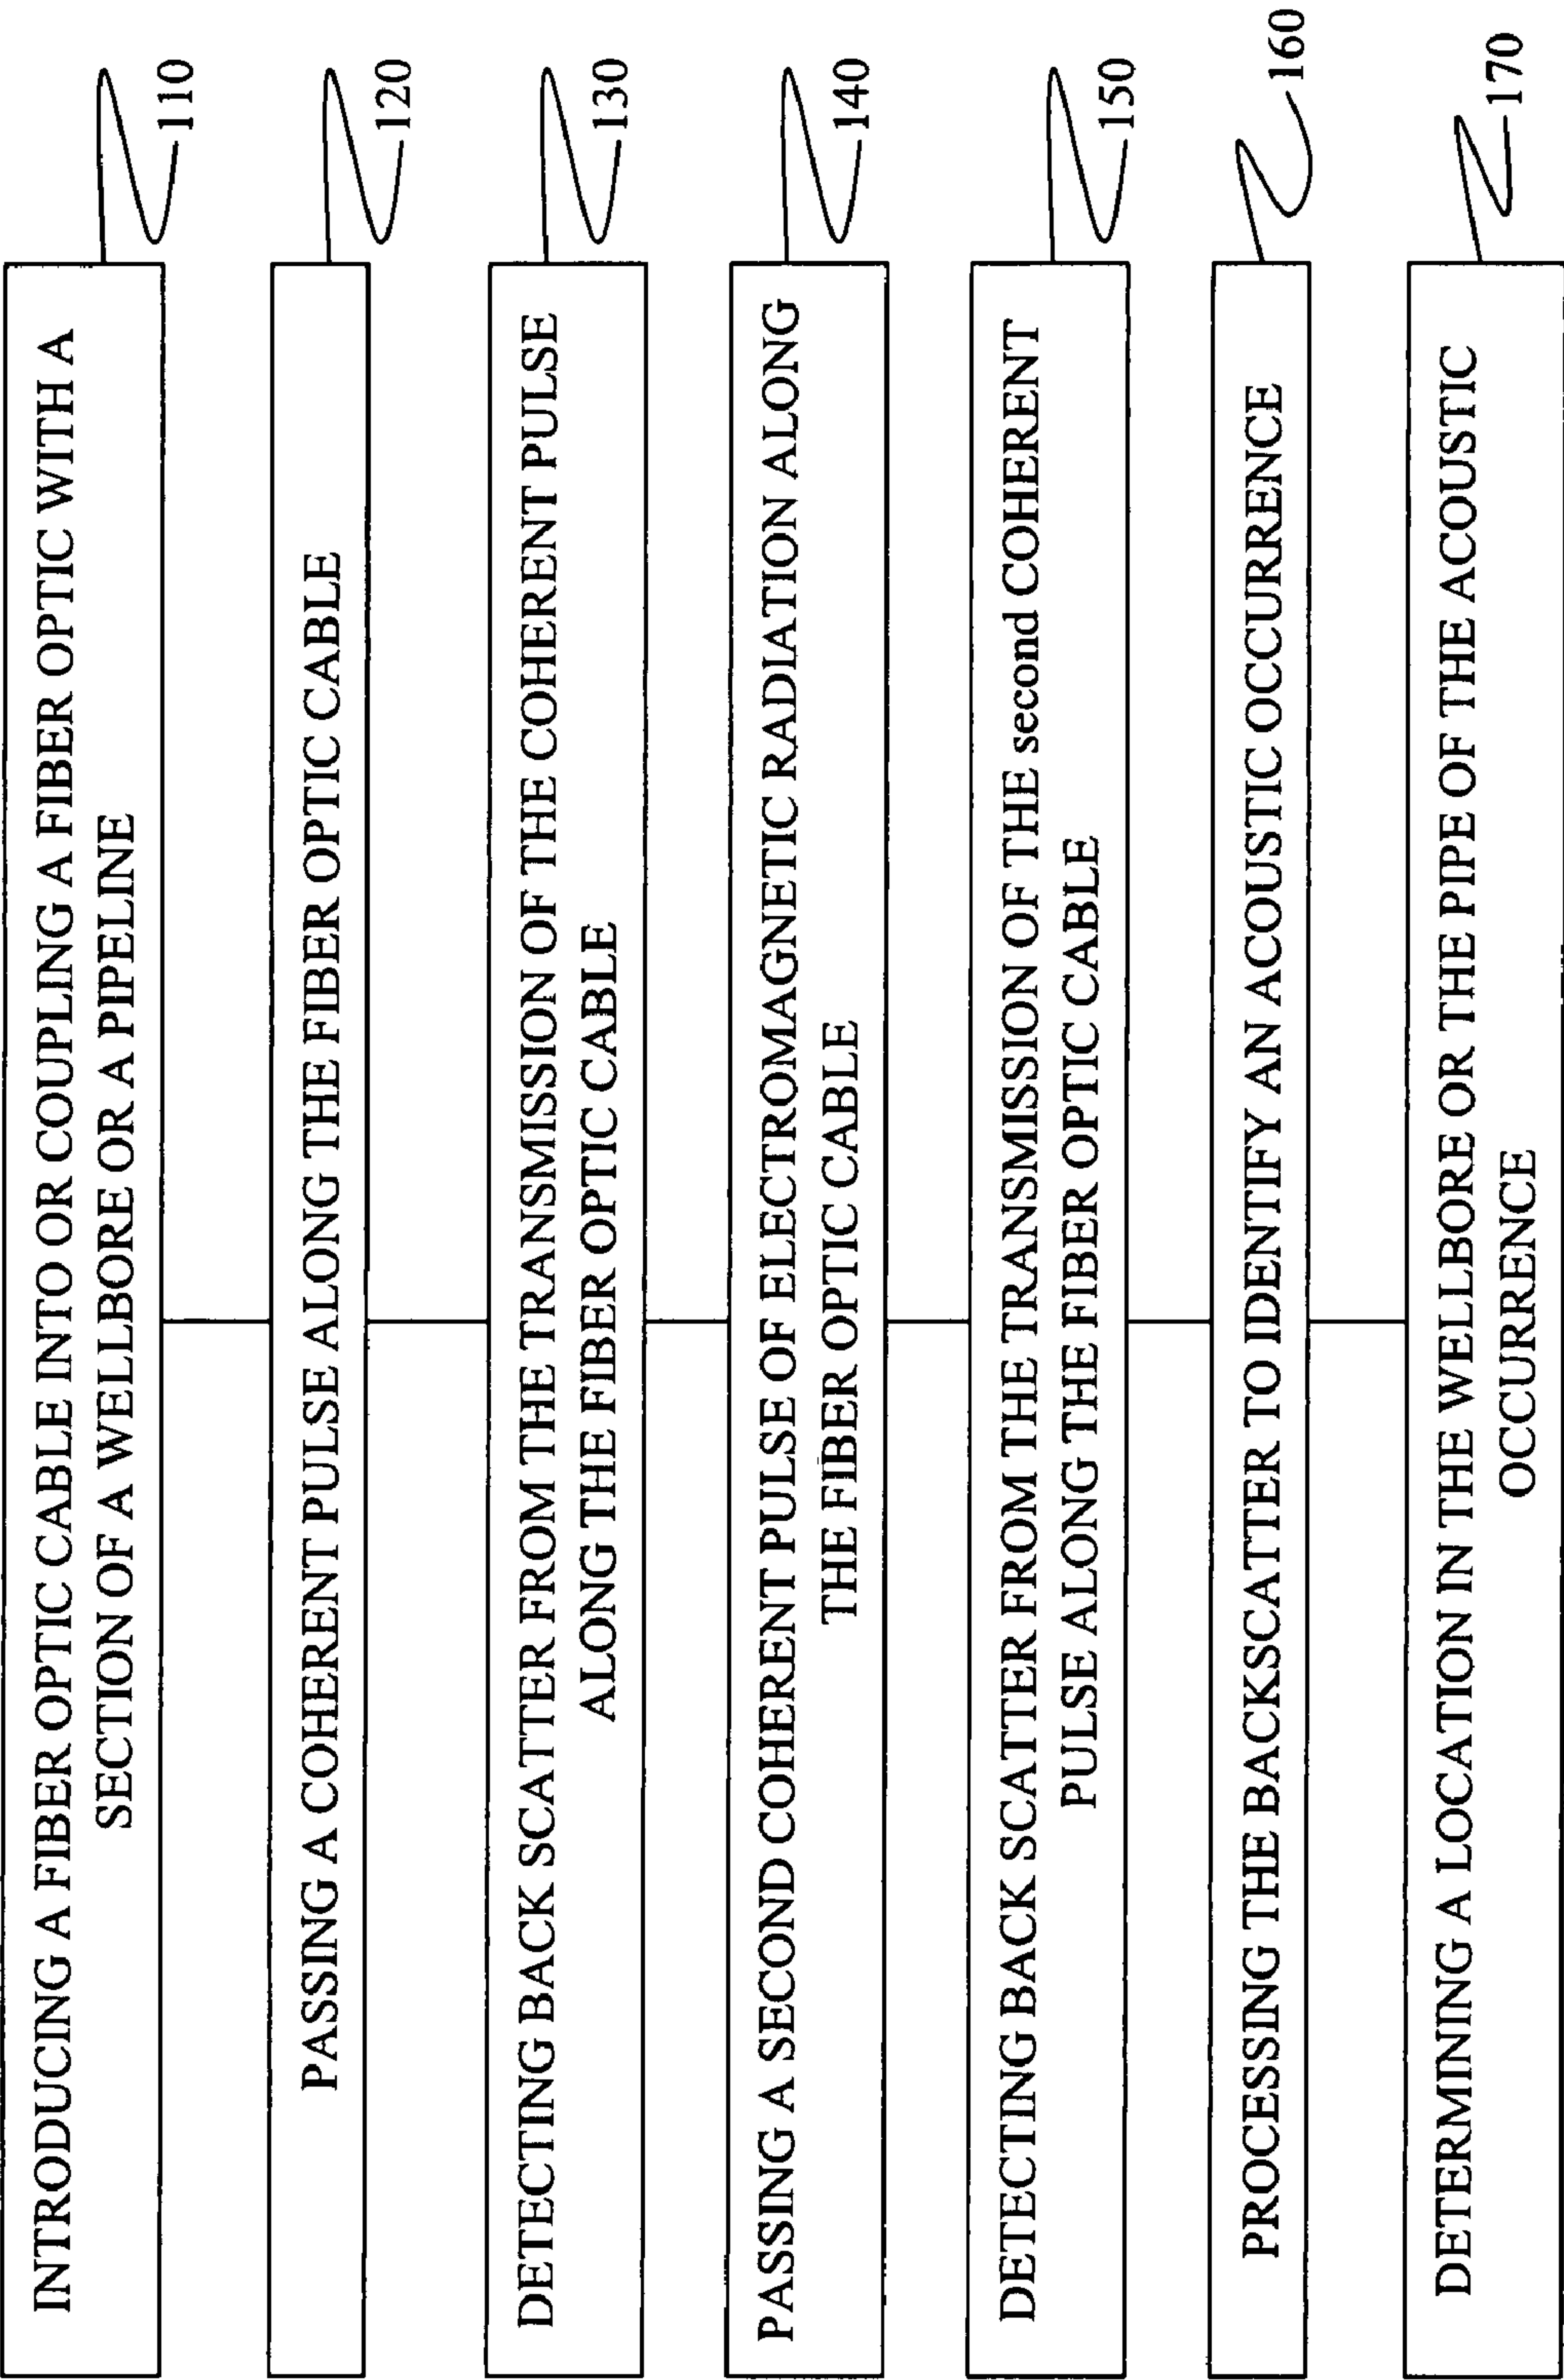 INTRODUCING A FIBER OPTIC CABLE INTO OR COUPLING A FIBER OPTIC WITH A
SECTION OF A WELLBORE OR A PIPELINE
110
PASSING A COHERENT PULSE ALONG THE FIBER OPTIC CABLE
120
DETECTING BACK SCATTER FROM THE TRANSMISSION OF THE COHERENT PULSE
ALONG THE FIBER OPTIC CABLE
130
PASSING A SECOND COHERENT PULSE OF ELECTROMAGNETIC RADIATION ALONG
THE FIBER OPTIC CABLE
140
DETECTING BACK SCATTER FROM THE TRANSMISSION OF THE second COHERENT
PULSE ALONG THE FIBER OPTIC CABLE
150
PROCESSING THE BACKSCATTER TO IDENTIFY AN ACOUSTIC OCCURRENCE
160
DETERMINING A LOCATION IN THE WELLBORE OR THE PIPE OF THE ACOUSTIC
OCCURRENCE
170